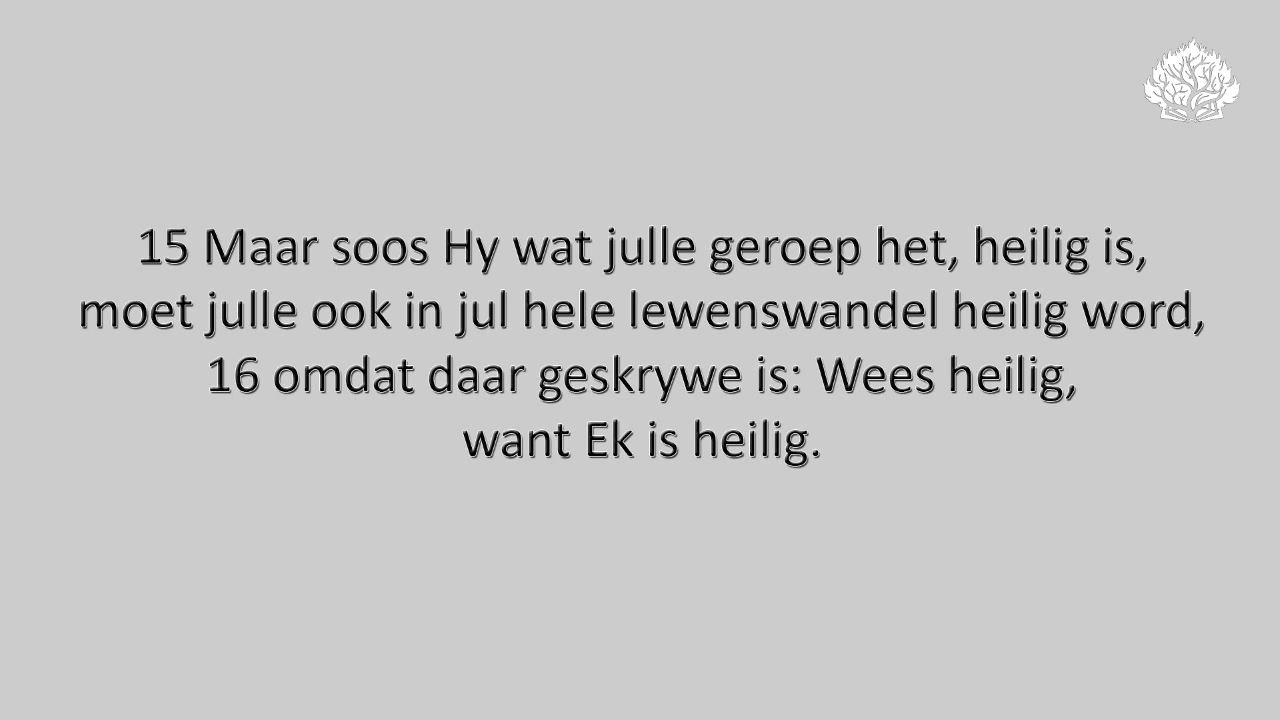 15 Maar soos Hy wat julle geroep het, heilig is,
moet julle ook in jul hele lewenswandel heilig word,
16 omdat daar geskrywe is: Wees heilig,
want Ek is heilig.